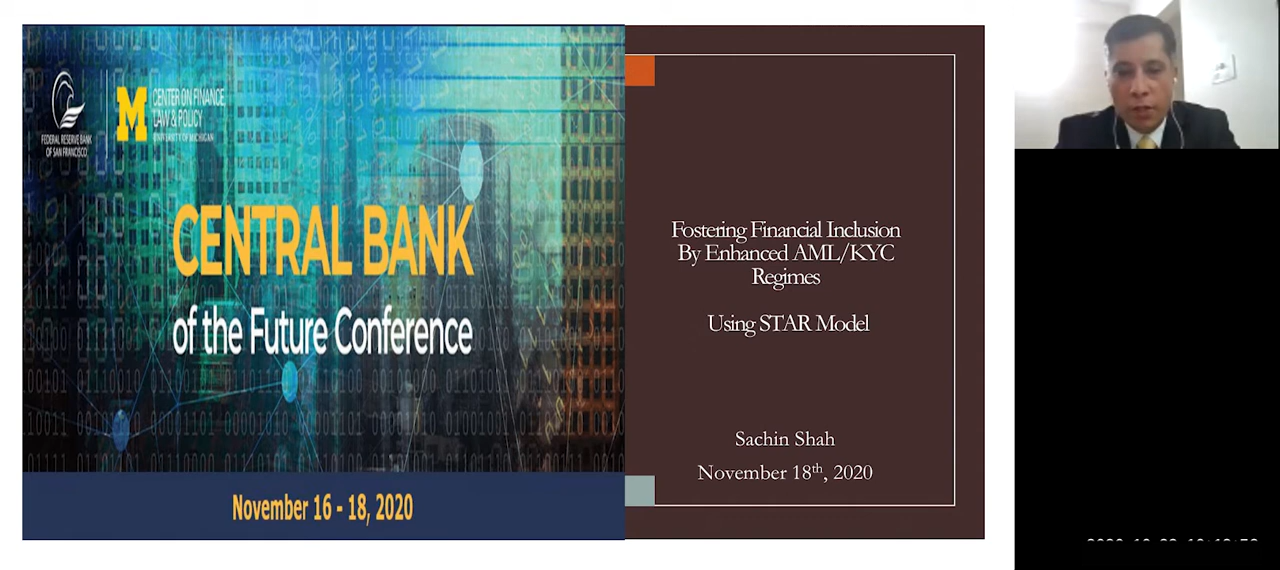 FEDERAL RESERVE BANK
OF SAN FRANCISCO
M
CENTER ON FINANCE
LAW & POLICY
UNIVERSITY OF MICHIGAN
CENTRAL BANK
of the Future Conference
November 16 - 18, 2020
Fostering Financial Inclusion
By Enhanced AML/KYC
Regimes
Using STAR Model
Sachin Shah
November 18th, 2020